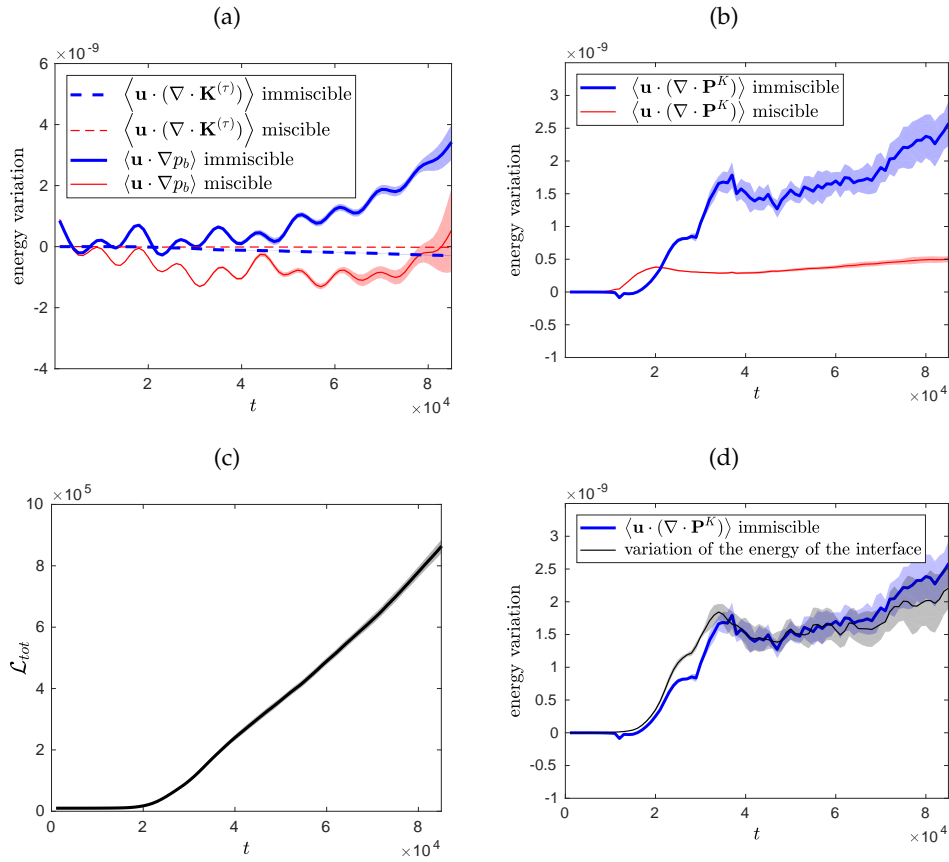 (a)
×10⁻⁹
6
4
2
0
-2
-4
energy variation
⟨u · (∇ · K^(τ))⟩ immiscible
⟨u · (∇ · K^(τ))⟩ miscible
⟨u · ∇p_b⟩ immiscible
⟨u · ∇p_b⟩ miscible
2 4 6 8
t
×10⁴
(b)
×10⁻⁹
3
2.5
2
1.5
1
0.5
0
-0.5
-1
energy variation
⟨u · (∇ · P^K)⟩ immiscible
⟨u · (∇ · P^K)⟩ miscible
0 2 4 6 8
t
×10⁴
(c)
×10⁵
10
8
6
4
2
0
ℒ_tot
0 2 4 6 8
t
×10⁴
(d)
×10⁻⁹
3
2.5
2
1.5
1
0.5
0
-0.5
-1
energy variation
⟨u · (∇ · P^K)⟩ immiscible
variation of the energy of the interface
0 2 4 6 8
t
×10⁴